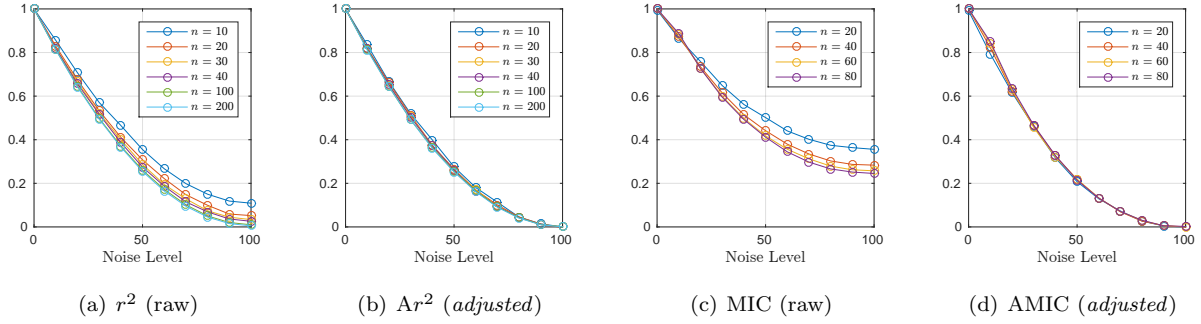 1
0.8
0.6
0.4
0.2
0
0
50
100
Noise Level
n = 10
n = 20
n = 30
n = 40
n = 100
n = 200
(a) r² (raw)
1
0.8
0.6
0.4
0.2
0
0
50
100
Noise Level
n = 10
n = 20
n = 30
n = 40
n = 100
n = 200
(b) Ar² (adjusted)
1
0.8
0.6
0.4
0.2
0
0
50
100
Noise Level
n = 20
n = 40
n = 60
n = 80
(c) MIC (raw)
1
0.8
0.6
0.4
0.2
0
0
50
100
Noise Level
n = 20
n = 40
n = 60
n = 80
(d) AMIC (adjusted)